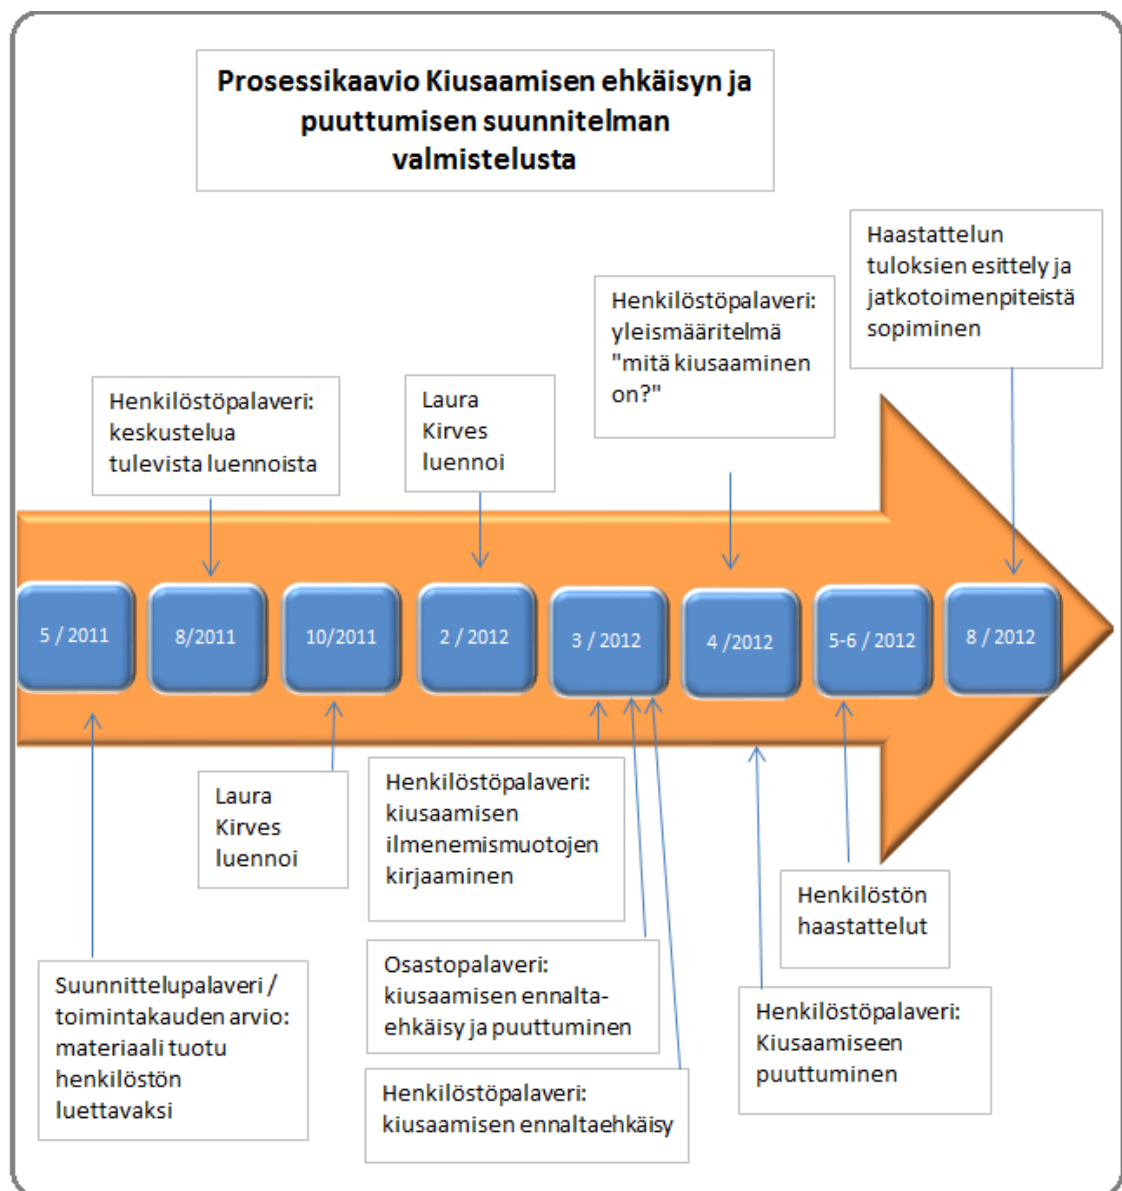 Prosessikaavio Kiusaamisen ehkäisyn ja
puuttumisen suunnitelman
valmistelusta
Haastattelun
tuloksien esittely ja
jatkotoimenpiteistä
sopiminen
Henkilöstöpalaveri:
yleismääritelmä
"mitä kiusaaminen
on?"
Henkilöstöpalaveri:
keskustelua
tulevista luennoista
Laura
Kirves
luennoi
5 / 2011
8/2011
10/2011
2 / 2012
3 / 2012
4 /2012
5-6 / 2012
8 / 2012
Laura
Kirves
luennoi
Henkilöstöpalaveri:
kiusaamisen
ilmenemismuotojen
kirjaaminen
Henkilöstön
haastattelut
Suunnittelupalaveri /
toimintakauden arvio:
materiaali tuotu
henkilöstön
luettavaksi
Osastopalaveri:
kiusaamisen ennalta-
ehkäisy ja puuttuminen
Henkilöstöpalaveri:
Kiusaamiseen
puuttuminen
Henkilöstöpalaveri:
kiusaamisen ennaltaehkäisy